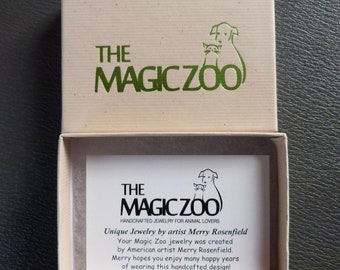 THE
MAGIC ZOO
THE
MAGIC ZOO
HANDCRAFTED JEWELRY FOR ANIMAL LOVERS
Unique Jewelry by artist Merry Rosenfield
Your Magic Zoo jewelry was created
by American artist Merry Rosenfield.
Merry hopes you enjoy many happy years
of wearing this handcrafted design!